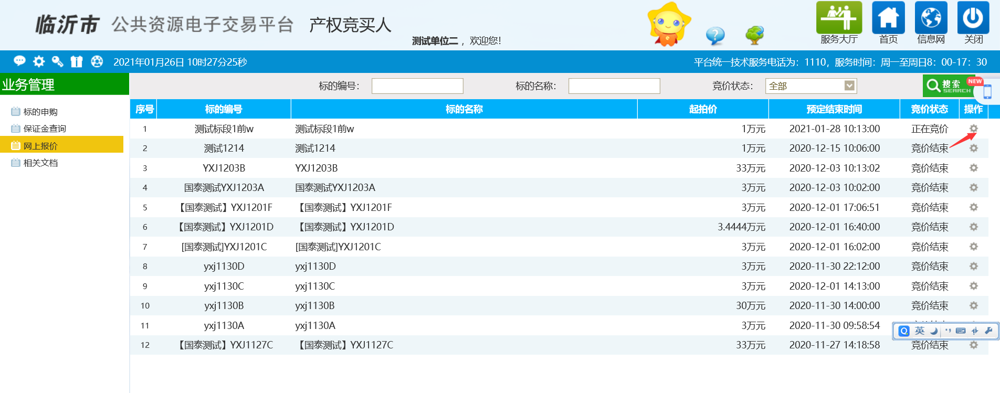 临沂市 公共资源电子交易平台 产权竞买人
测试单位二 ，欢迎您！
服务大厅 首页 信息网 关闭
2021年01月26日 10时27分25秒
平台统一技术服务电话为：1110，服务时间：周一至周日8：00-17：30
业务管理
标的申购
保证金查询
网上报价
相关文档
标的编号： 标的名称： 竞价状态： 全部 搜索 SEARCH NEW
序号 标的编号 标的名称 起拍价 预定结束时间 竞价状态 操作
1 测试标段1前w 测试标段1前w 1万元 2021-01-28 10:13:00 正在竞价
2 测试1214 测试1214 1万元 2020-12-15 10:06:00 竞价结束
3 YXJ1203B YXJ1203B 33万元 2020-12-03 10:13:02 竞价结束
4 国泰测试YXJ1203A 国泰测试YXJ1203A 3万元 2020-12-03 10:02:00 竞价结束
5 【国泰测试】YXJ1201F 【国泰测试】YXJ1201F 3万元 2020-12-01 17:06:51 竞价结束
6 【国泰测试】YXJ1201D 【国泰测试】YXJ1201D 3.4444万元 2020-12-01 16:40:00 竞价结束
7 [国泰测试]YXJ1201C [国泰测试]YXJ1201C 3万元 2020-12-01 16:02:00 竞价结束
8 yxj1130D yxj1130D 3万元 2020-11-30 22:12:00 竞价结束
9 yxj1130C yxj1130C 3万元 2020-12-01 14:13:00 竞价结束
10 yxj1130B yxj1130B 30万元 2020-11-30 14:00:00 竞价结束
11 yxj1130A yxj1130A 3万元 2020-11-30 09:58:54
英
12 【国泰测试】YXJ1127C 【国泰测试】YXJ1127C 33万元 2020-11-27 14:18:58 竞价结束